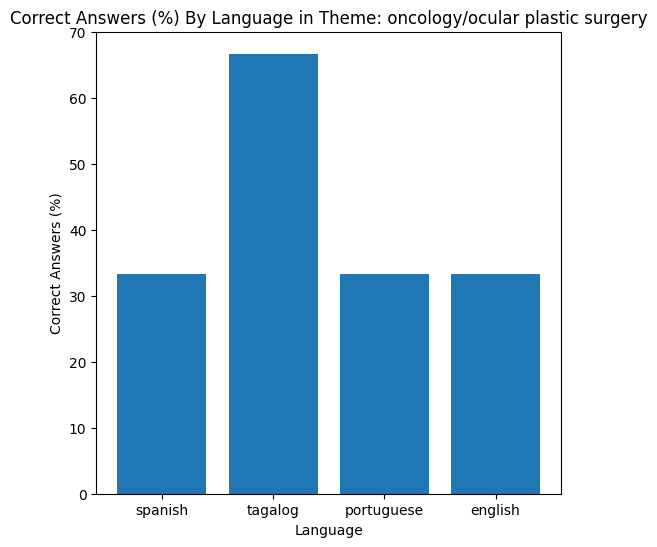 Correct Answers (%) By Language in Theme: oncology/ocular plastic surgery
70
60
50
40
30
20
10
0
Correct Answers (%)
spanish tagalog portuguese english
Language